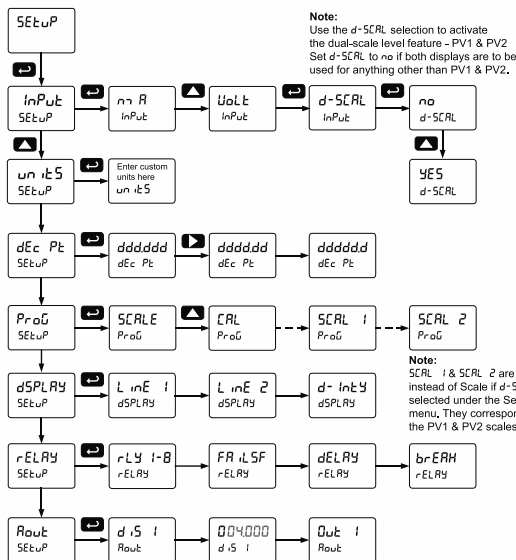 SEtuP
Note:
Use the d-SCAL selection to activate
the dual-scale level feature - PV1 & PV2
Set d-SCAL to no if both displays are to be
used for anything other than PV1 & PV2.
InPut
SEtuP
mA
InPut
VoLt
InPut
d-SCAL
InPut
no
d-SCAL
YES
d-SCAL
unitS
SEtuP
Enter custom
units here
unitS
dEc Pt
SEtuP
ddd.ddd
dEc Pt
dddd.dd
dEc Pt
ddddd.d
dEc Pt
ProG
SEtuP
SCALE
ProG
CAL
ProG
SCAL 1
ProG
SCAL 2
ProG
Note:
SCAL 1 & SCAL 2 are
instead of Scale if d-S
selected under the Se
menu. They correspon
the PV1 & PV2 scales
dSPLAY
SEtuP
LinE 1
dSPLAY
LinE 2
dSPLAY
d-IntY
dSPLAY
rELAY
SEtuP
rLY 1-8
rELAY
FAiLSF
rELAY
dELAY
rELAY
brEAK
rELAY
Aout
SEtuP
diS 1
Aout
004.000
diS 1
Out 1
Aout